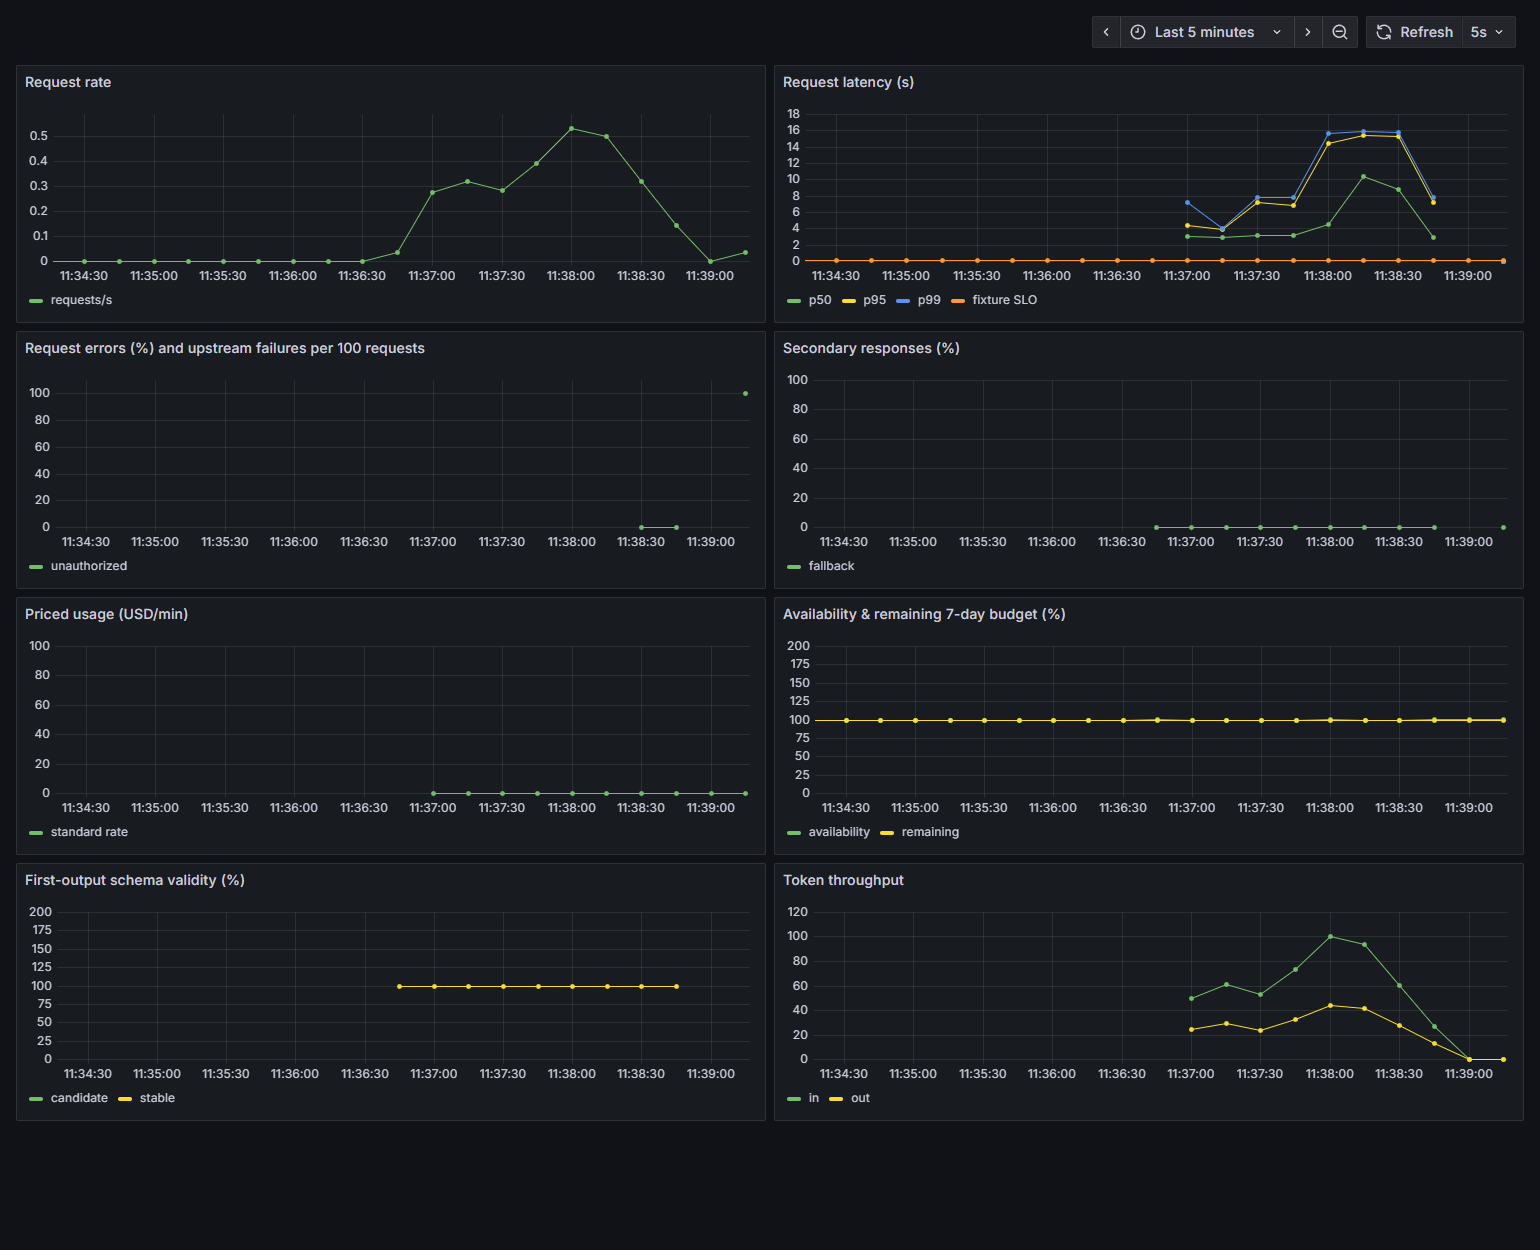 Last 5 minutes Refresh 5s
Request rate
0.5
0.4
0.3
0.2
0.1
0
11:34:30 11:35:00 11:35:30 11:36:00 11:36:30 11:37:00 11:37:30 11:38:00 11:38:30 11:39:00
requests/s
Request latency (s)
18
16
14
12
10
8
6
4
2
0
11:34:30 11:35:00 11:35:30 11:36:00 11:36:30 11:37:00 11:37:30 11:38:00 11:38:30 11:39:00
p50 p95 p99 fixture SLO
Request errors (%) and upstream failures per 100 requests
100
80
60
40
20
0
11:34:30 11:35:00 11:35:30 11:36:00 11:36:30 11:37:00 11:37:30 11:38:00 11:38:30 11:39:00
unauthorized
Secondary responses (%)
100
80
60
40
20
0
11:34:30 11:35:00 11:35:30 11:36:00 11:36:30 11:37:00 11:37:30 11:38:00 11:38:30 11:39:00
fallback
Priced usage (USD/min)
100
80
60
40
20
0
11:34:30 11:35:00 11:35:30 11:36:00 11:36:30 11:37:00 11:37:30 11:38:00 11:38:30 11:39:00
standard rate
Availability & remaining 7-day budget (%)
200
175
150
125
100
75
50
25
0
11:34:30 11:35:00 11:35:30 11:36:00 11:36:30 11:37:00 11:37:30 11:38:00 11:38:30 11:39:00
availability remaining
First-output schema validity (%)
200
175
150
125
100
75
50
25
0
11:34:30 11:35:00 11:35:30 11:36:00 11:36:30 11:37:00 11:37:30 11:38:00 11:38:30 11:39:00
candidate stable
Token throughput
120
100
80
60
40
20
0
11:34:30 11:35:00 11:35:30 11:36:00 11:36:30 11:37:00 11:37:30 11:38:00 11:38:30 11:39:00
in out